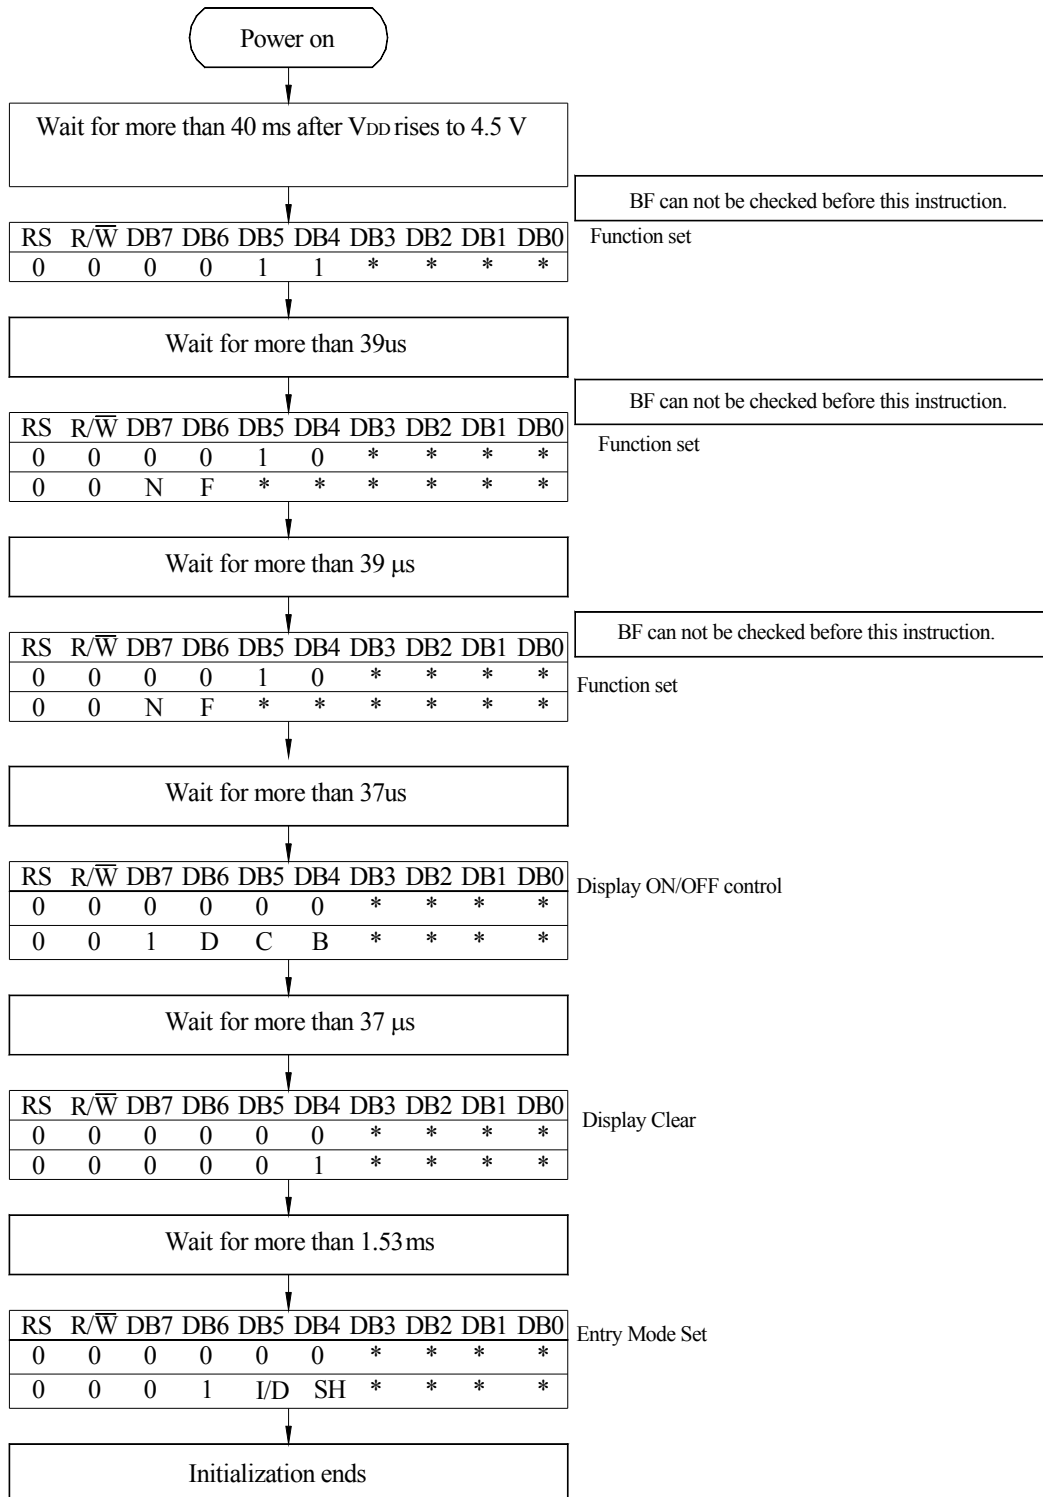 Power on
Wait for more than 40 ms after VDD rises to 4.5 V
BF can not be checked before this instruction.
RS R/W̅ DB7 DB6 DB5 DB4 DB3 DB2 DB1 DB0
Function set
0 0 0 0 1 1 * * * *
Wait for more than 39us
BF can not be checked before this instruction.
RS R/W̅ DB7 DB6 DB5 DB4 DB3 DB2 DB1 DB0
Function set
0 0 0 0 1 0 * * * *
0 0 N F * * * * * *
Wait for more than 39 μs
BF can not be checked before this instruction.
RS R/W̅ DB7 DB6 DB5 DB4 DB3 DB2 DB1 DB0
0 0 0 0 1 0 * * * *
Function set
0 0 N F * * * * * *
Wait for more than 37us
RS R/W̅ DB7 DB6 DB5 DB4 DB3 DB2 DB1 DB0
Display ON/OFF control
0 0 0 0 0 0 * * * *
0 0 1 D C B * * * *
Wait for more than 37 μs
RS R/W̅ DB7 DB6 DB5 DB4 DB3 DB2 DB1 DB0
Display Clear
0 0 0 0 0 0 * * * *
0 0 0 0 0 1 * * * *
Wait for more than 1.53ms
RS R/W̅ DB7 DB6 DB5 DB4 DB3 DB2 DB1 DB0
Entry Mode Set
0 0 0 0 0 0 * * * *
0 0 0 1 I/D SH * * * *
Initialization ends